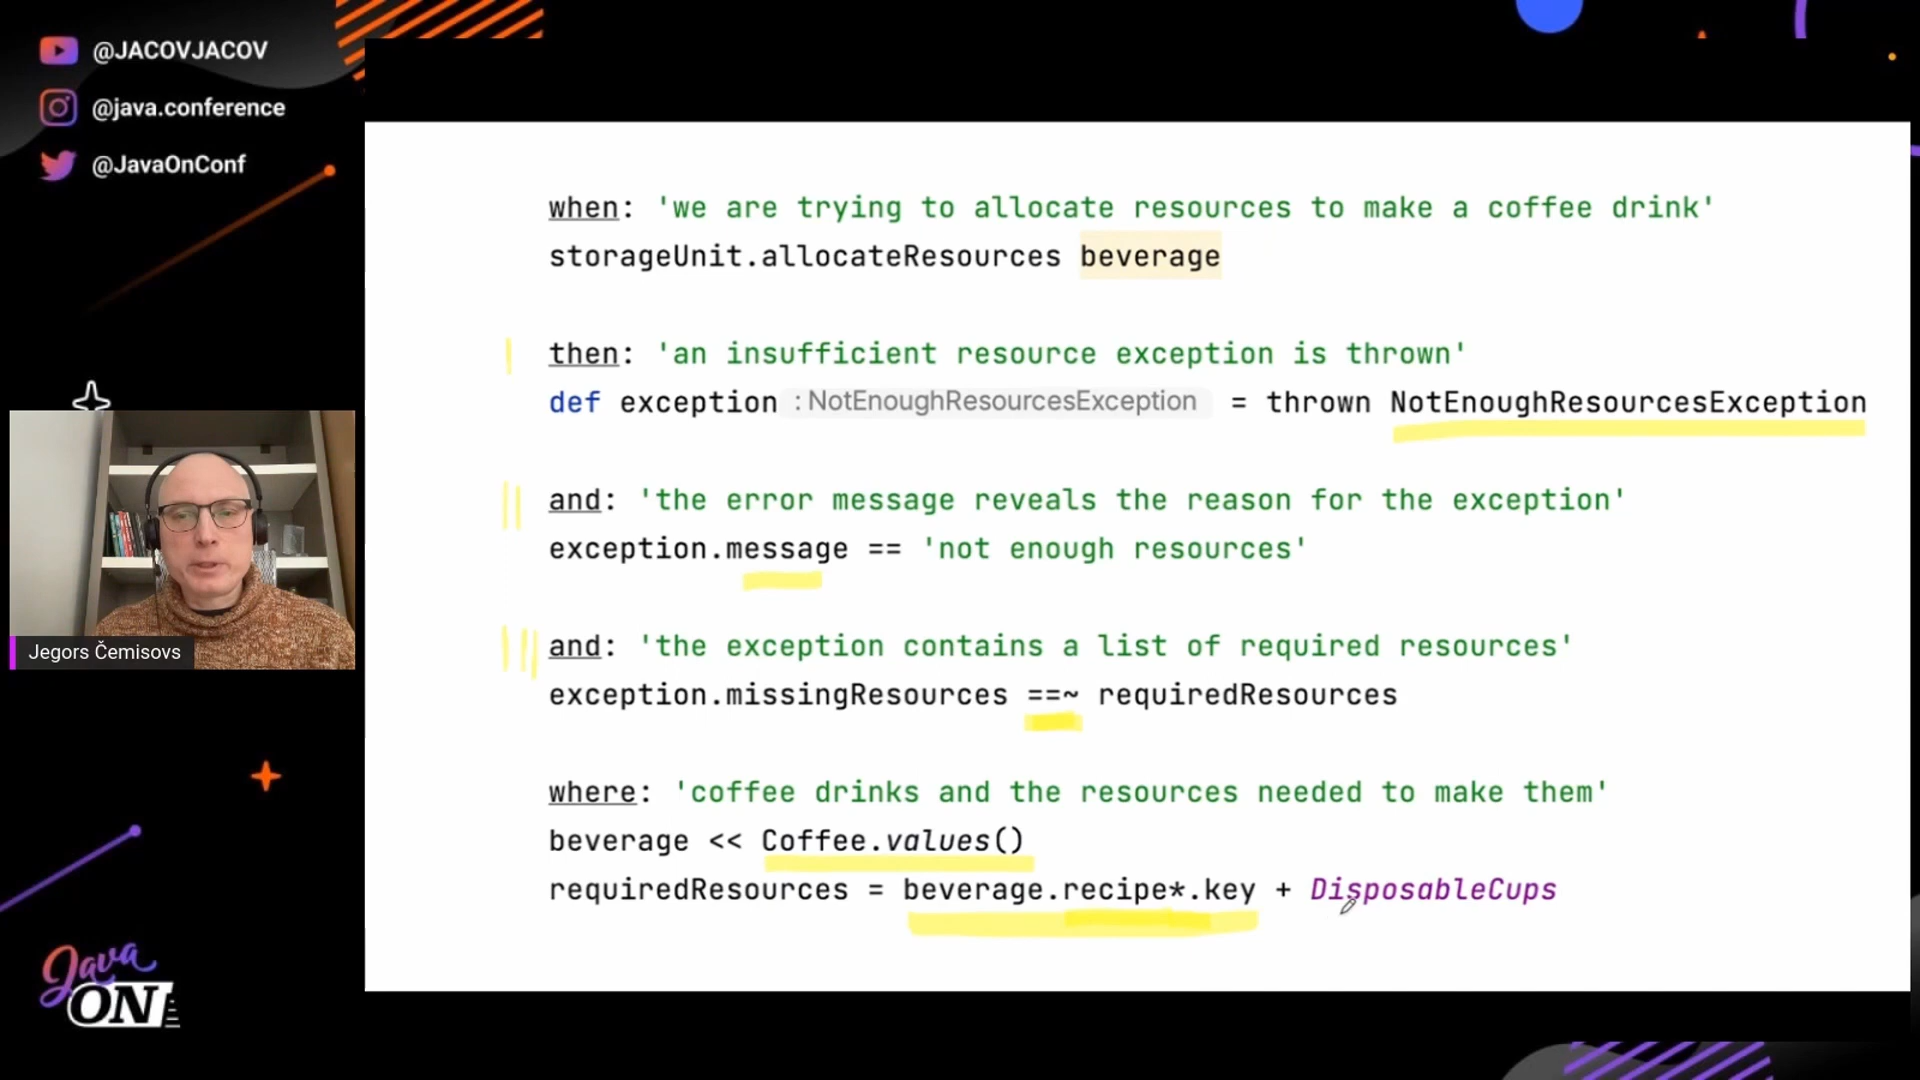 @JACOVJACOV
@java.conference
@JavaOnConf
when: 'we are trying to allocate resources to make a coffee drink'
storageUnit.allocateResources beverage
then: 'an insufficient resource exception is thrown'
def exception : NotEnoughResourcesException = thrown NotEnoughResourcesException
and: 'the error message reveals the reason for the exception'
exception.message == 'not enough resources'
and: 'the exception contains a list of required resources'
exception.missingResources ==~ requiredResources
where: 'coffee drinks and the resources needed to make them'
beverage << Coffee.values()
requiredResources = beverage.recipe*.key + DisposableCups
Jegors Čemisovs
Java
ON